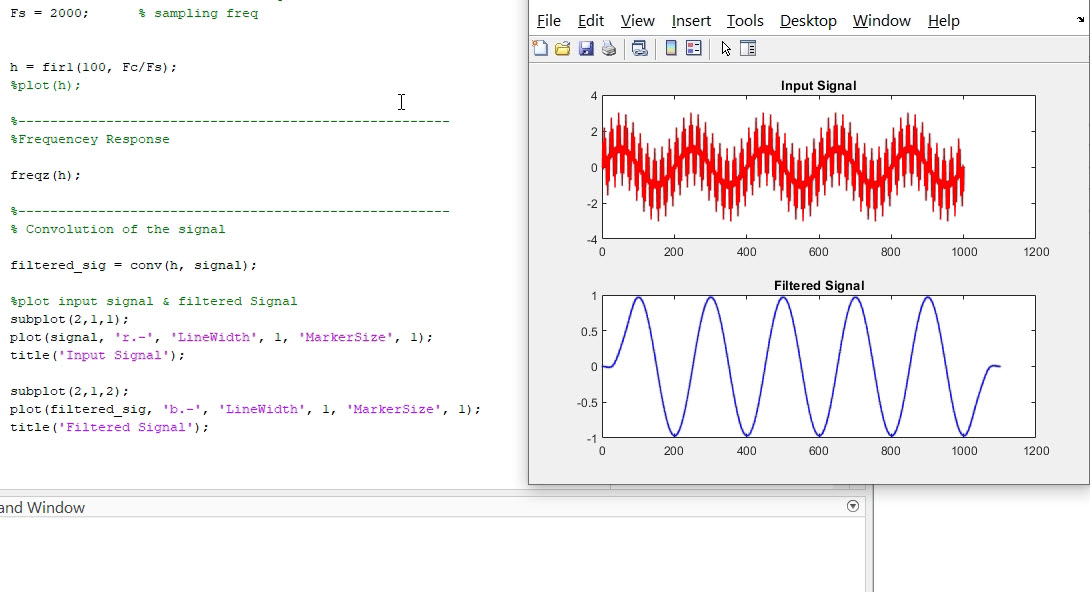 Fs = 2000;      % sampling freq
h = fir1(100, Fc/Fs);
%plot(h);
%------------------------------------------------------
%Frequencey Response
freqz(h);
%------------------------------------------------------
% Convolution of the signal
filtered_sig = conv(h, signal);
%plot input signal & filtered Signal
subplot(2,1,1);
plot(signal, 'r.-', 'LineWidth', 1, 'MarkerSize', 1);
title('Input Signal');
subplot(2,1,2);
plot(filtered_sig, 'b.-', 'LineWidth', 1, 'MarkerSize', 1);
title('Filtered Signal');
and Window
File Edit View Insert Tools Desktop Window Help
Input Signal
4
2
0
-2
-4
0 200 400 600 800 1000 1200
Filtered Signal
1
0.5
0
-0.5
-1
0 200 400 600 800 1000 1200